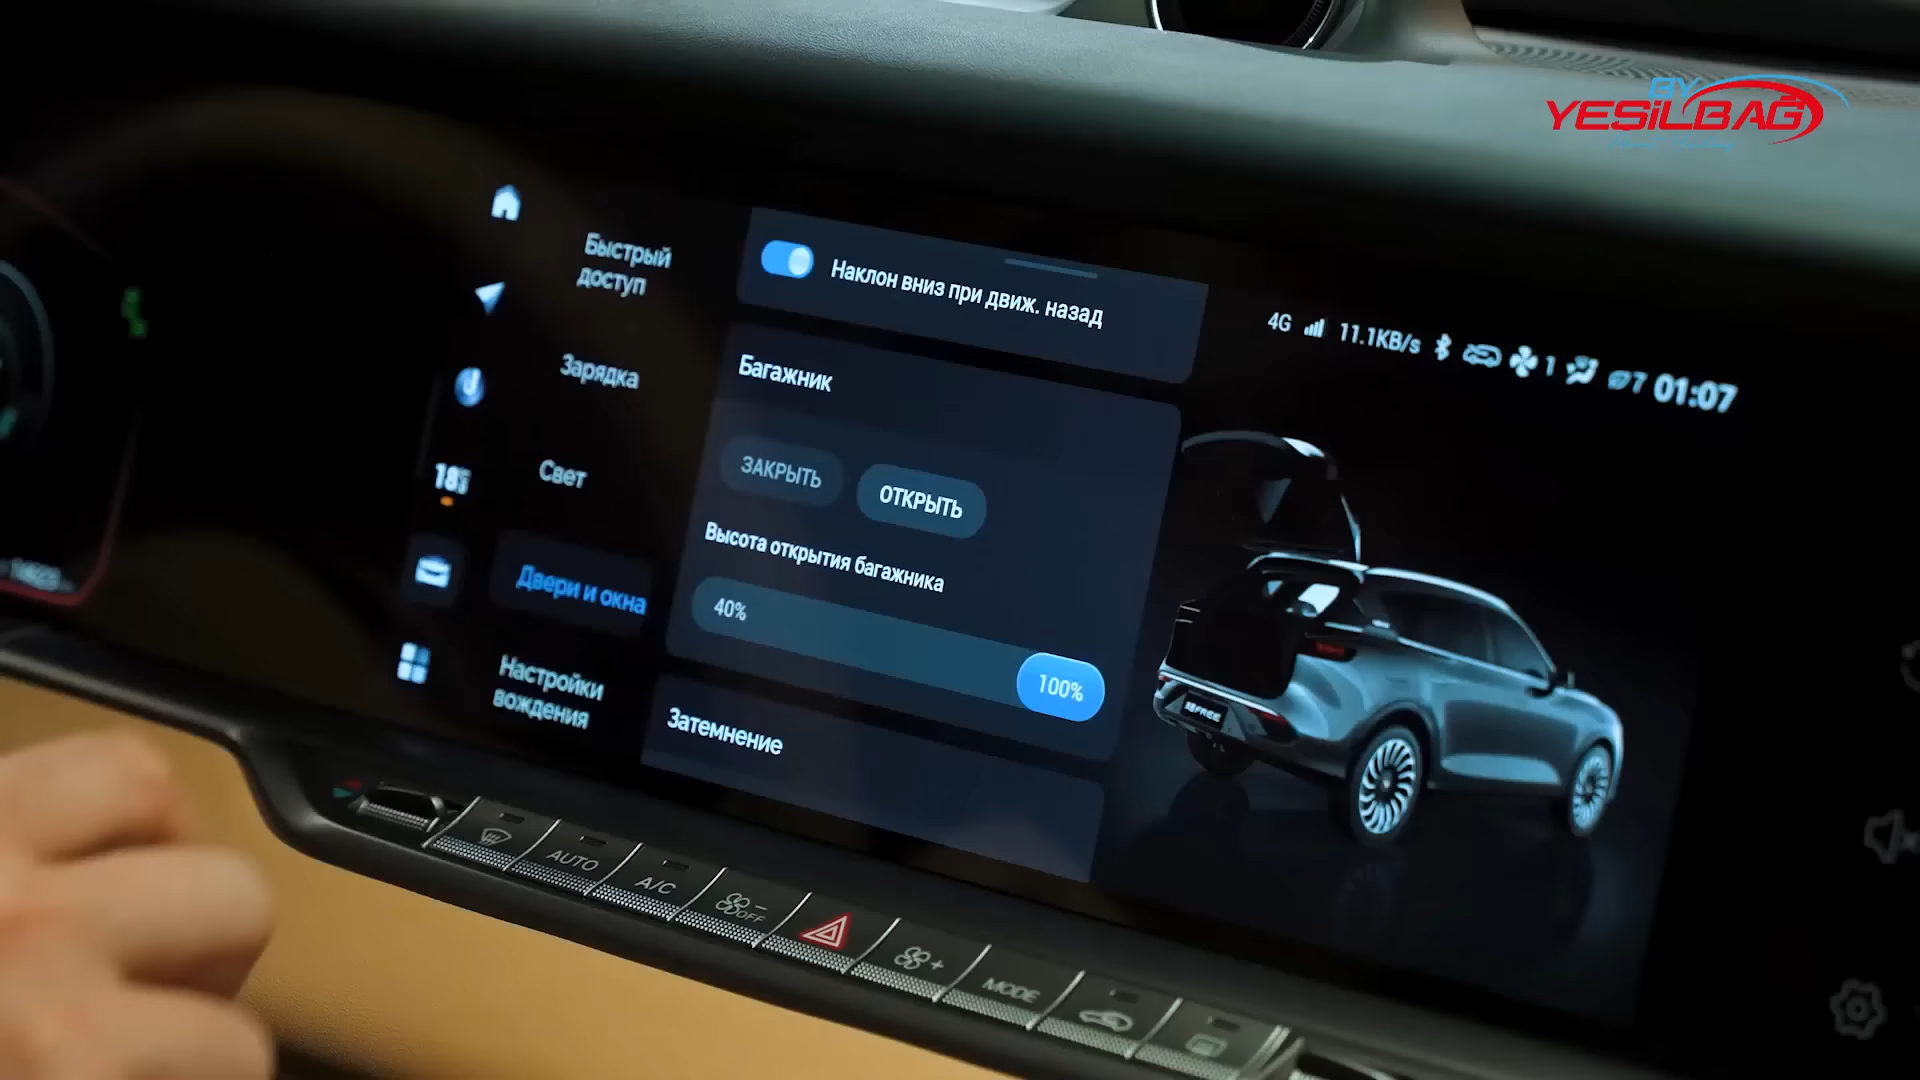 BY
YESiLBAĞ
Быстрый
доступ
Зарядка
Свет
Двери и окна
Настройки
вождения
Наклон вниз при движ. назад
Багажник
ЗАКРЫТЬ
ОТКРЫТЬ
Высота открытия багажника
40%
100%
Затемнение
4G 11.1KB/s 1 7 01:07
AUTO
A/C
OFF
MODE